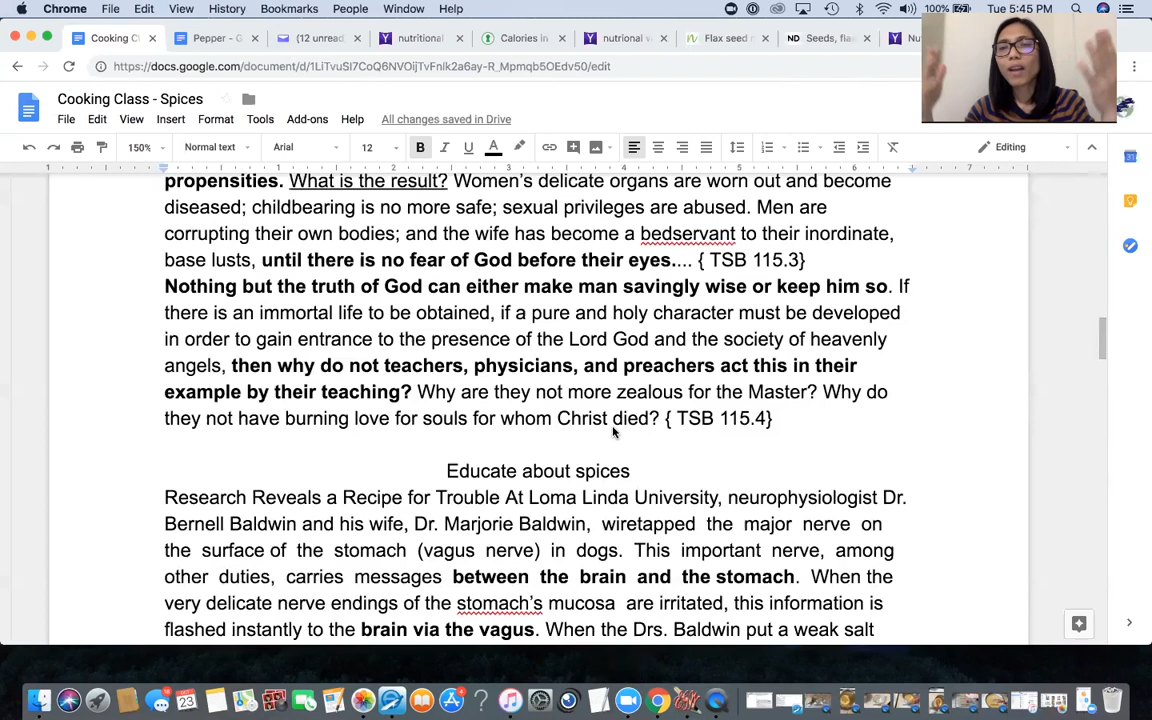 Chrome File Edit View History Bookmarks People Window Help 100% Tue 5:45 PM
Cooking Cl Pepper - G (12 unread, nutritional Calories in nutrional w Flax seed n Seeds, fla Nu
https://docs.google.com/document/d/1LiTvuSI7CoQ6NVOijTvFnlk2a6ay-R_Mpmqb5OEdv50/edit
Cooking Class - Spices
File Edit View Insert Format Tools Add-ons Help All changes saved in Drive
150% Normal text Arial 12 Editing
1 1 2 3 4 5 6 7
propensities. What is the result? Women’s delicate organs are worn out and become
diseased; childbearing is no more safe; sexual privileges are abused. Men are
corrupting their own bodies; and the wife has become a bedservant to their inordinate,
base lusts, until there is no fear of God before their eyes.... { TSB 115.3}
Nothing but the truth of God can either make man savingly wise or keep him so. If
there is an immortal life to be obtained, if a pure and holy character must be developed
in order to gain entrance to the presence of the Lord God and the society of heavenly
angels, then why do not teachers, physicians, and preachers act this in their
example by their teaching? Why are they not more zealous for the Master? Why do
they not have burning love for souls for whom Christ died? { TSB 115.4}
Educate about spices
Research Reveals a Recipe for Trouble At Loma Linda University, neurophysiologist Dr.
Bernell Baldwin and his wife, Dr. Marjorie Baldwin, wiretapped the major nerve on
the surface of the stomach (vagus nerve) in dogs. This important nerve, among
other duties, carries messages between the brain and the stomach. When the
very delicate nerve endings of the stomach’s mucosa are irritated, this information is
flashed instantly to the brain via the vagus. When the Drs. Baldwin put a weak salt